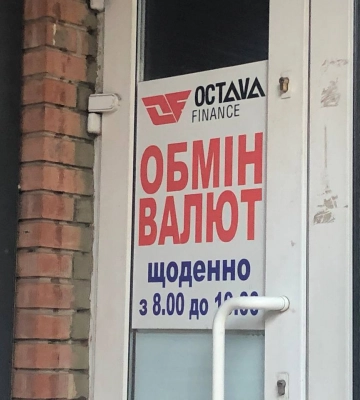 OCTAVA
FINANCE
ОБМІН
ВАЛЮТ
щоденно
з 8.00 до